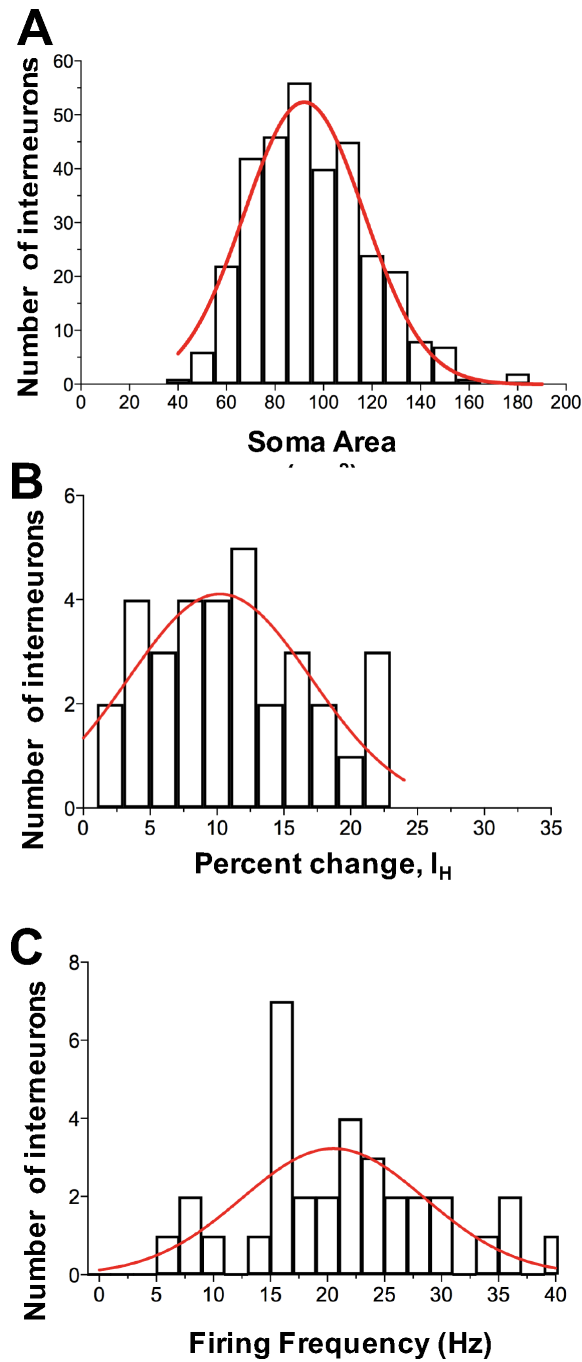 A
Number of interneurons
60
50
40
30
20
10
0
0 20 40 60 80 100 120 140 160 180 200
Soma Area
B
Number of interneurons
6
4
2
0
0 5 10 15 20 25 30 35
Percent change, I_H
C
Number of interneurons
8
6
4
2
0
0 5 10 15 20 25 30 35 40
Firing Frequency (Hz)